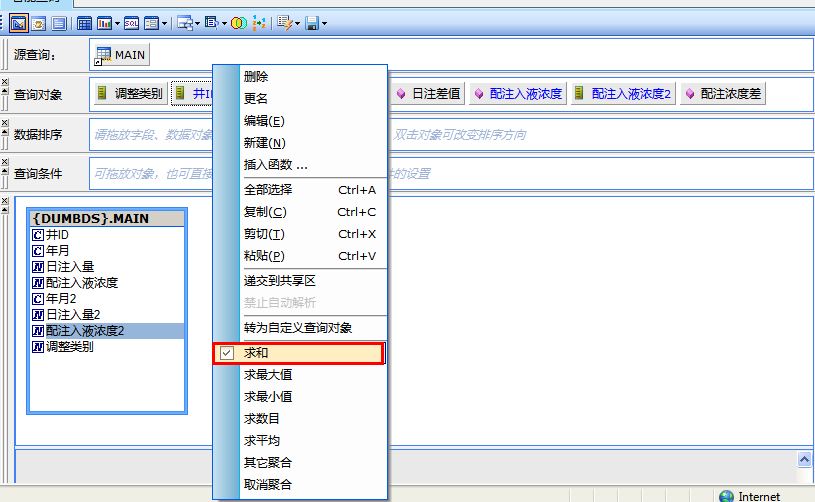 源查询： MAIN
查询对象 调整类别 井I 日注差值 配注入液浓度 配注入液浓度2 配注浓度差
数据排序 请拖放字段、数据对象 双击对象可改变排序方向
查询条件 可拖放对象，也可直接 件的设置
删除
更名
编辑(E)
新建(N)
插入函数 ...
全部选择 Ctrl+A
复制(C) Ctrl+C
剪切(T) Ctrl+X
粘贴(P) Ctrl+V
递交到共享区
禁止自动解析
转为自定义查询对象
求和
求最大值
求最小值
求数目
求平均
其它聚合
取消聚合
{DUMBDS}.MAIN
井ID
年月
日注入量
配注入液浓度
年月2
日注入量2
配注入液浓度2
调整类别
Internet